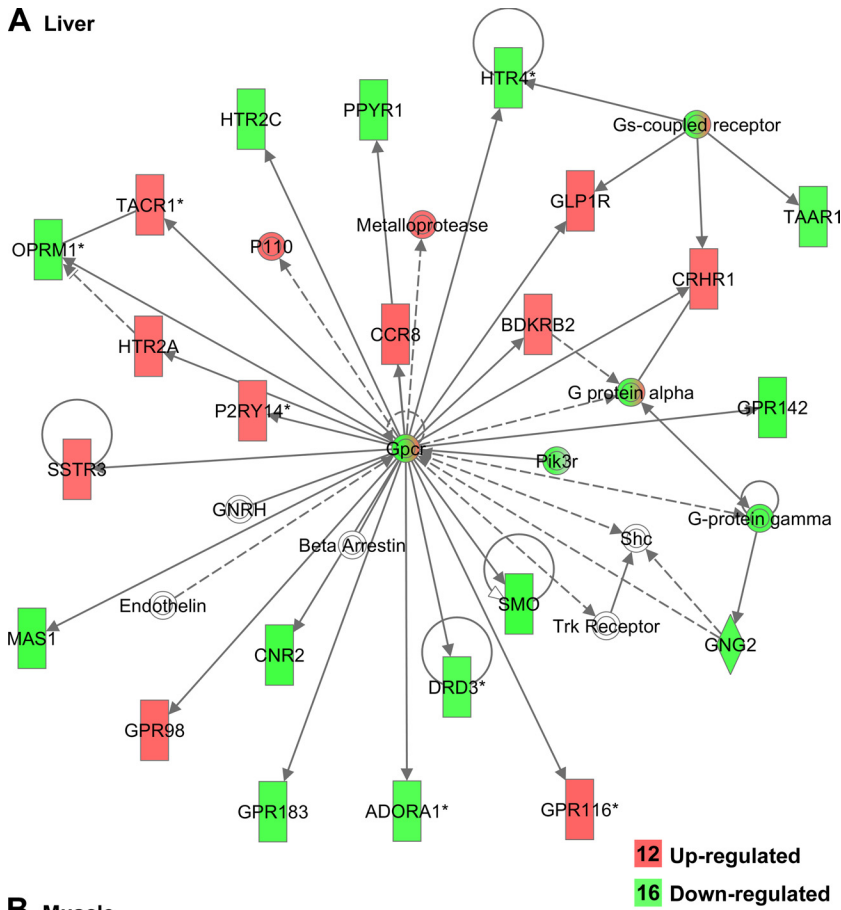 A Liver
HTR4*
HTR2C
PPYR1
Gs-coupled receptor
TACR1*
GLP1R
TAAR1
Metalloprotease
OPRM1*
P110
CRHR1
CCR8
BDKRB2
HTR2A
G protein alpha
P2RY14*
GPR142
Gpcr
Pik3r
SSTR3
GNRH
G-protein gamma
Beta Arrestin
Shc
Endothelin
SMO
Trk Receptor
MAS1
GNG2
CNR2
DRD3*
GPR98
GPR183
ADORA1*
GPR116*
12 Up-regulated
16 Down-regulated
B Muscle